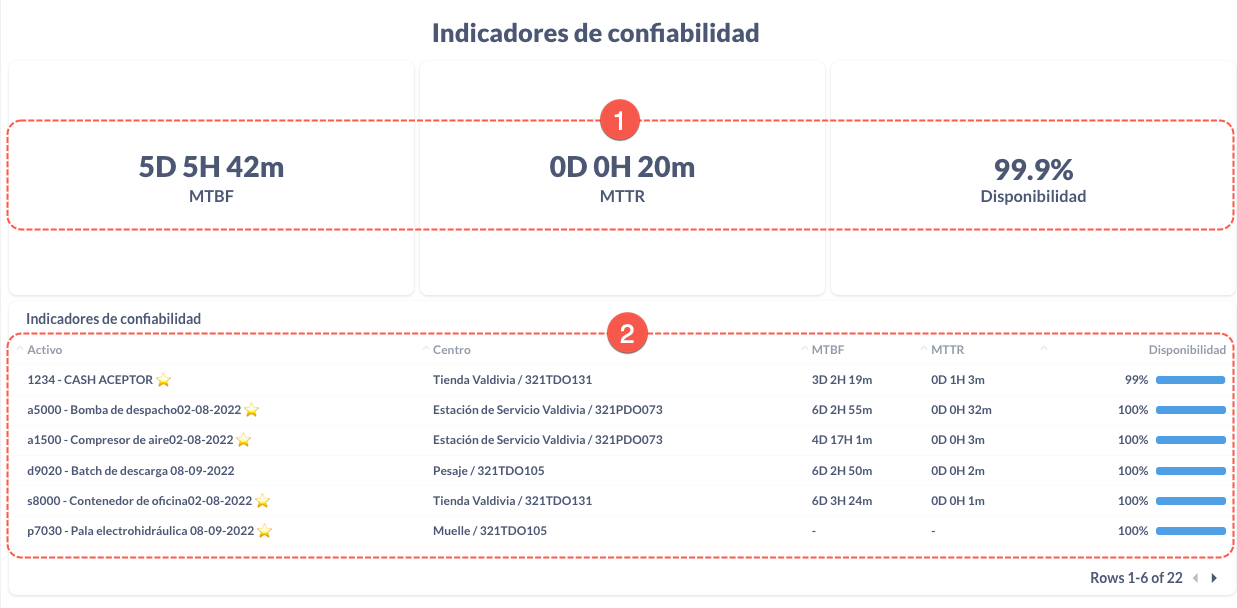 Indicadores de confiabilidad
1
5D 5H 42m 0D 0H 20m 99.9%
MTBF MTTR Disponibilidad
Indicadores de confiabilidad
2
Activo Centro MTBF MTTR Disponibilidad
1234 - CASH ACEPTOR ⭐ Tienda Valdivia / 321TDO131 3D 2H 19m 0D 1H 3m 99%
a5000 - Bomba de despacho02-08-2022 ⭐ Estación de Servicio Valdivia / 321PDO073 6D 2H 55m 0D 0H 32m 100%
a1500 - Compresor de aire02-08-2022 ⭐ Estación de Servicio Valdivia / 321PDO073 4D 17H 1m 0D 0H 3m 100%
d9020 - Batch de descarga 08-09-2022 Pesaje / 321TDO105 6D 2H 50m 0D 0H 2m 100%
s8000 - Contenedor de oficina02-08-2022 ⭐ Tienda Valdivia / 321TDO131 6D 3H 24m 0D 0H 1m 100%
p7030 - Pala electrohidráulica 08-09-2022 ⭐ Muelle / 321TDO105 - - 100%
Rows 1-6 of 22